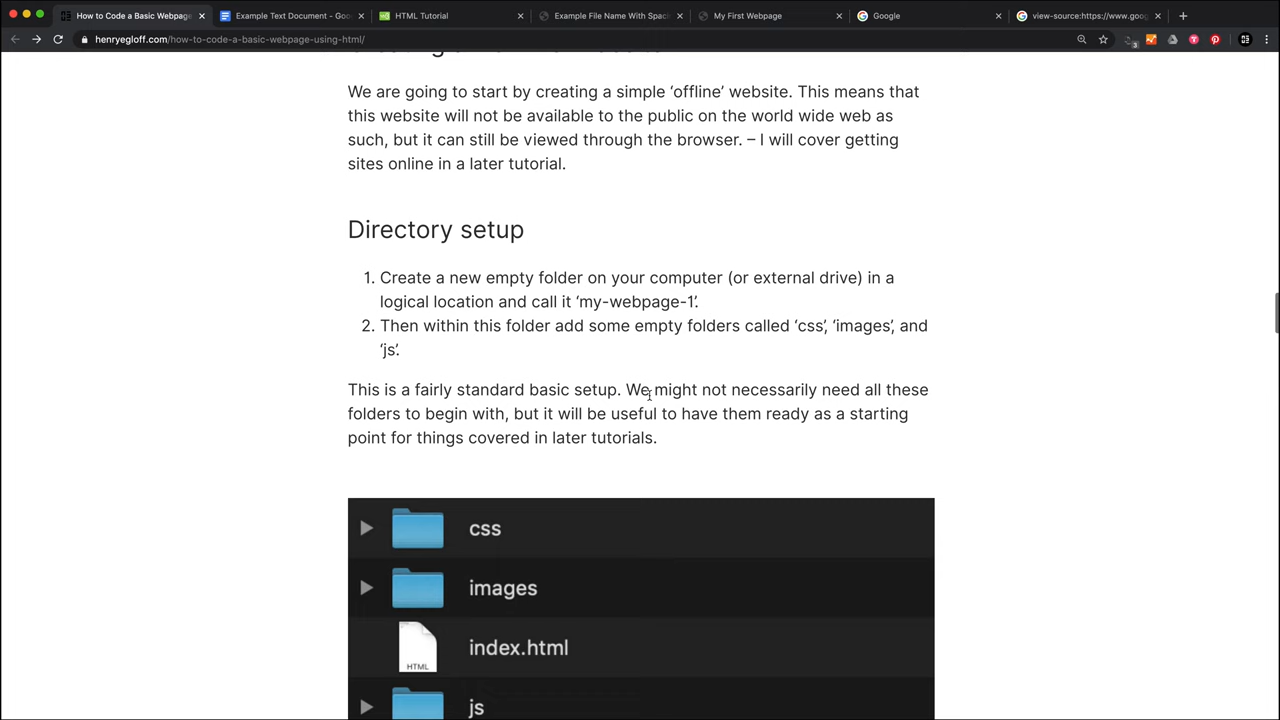 How to Code a Basic Webpage
Example Text Document - Goo
HTML Tutorial
Example File Name With Spac
My First Webpage
Google
view-source:https://www.goog
henryegloff.com/how-to-code-a-basic-webpage-using-html/
3
We are going to start by creating a simple ‘offline’ website. This means that
this website will not be available to the public on the world wide web as
such, but it can still be viewed through the browser. – I will cover getting
sites online in a later tutorial.
Directory setup
1. Create a new empty folder on your computer (or external drive) in a
logical location and call it ‘my-webpage-1’.
2. Then within this folder add some empty folders called ‘css’, ‘images’, and
‘js’.
This is a fairly standard basic setup. We might not necessarily need all these
folders to begin with, but it will be useful to have them ready as a starting
point for things covered in later tutorials.
css
images
HTML
index.html
js